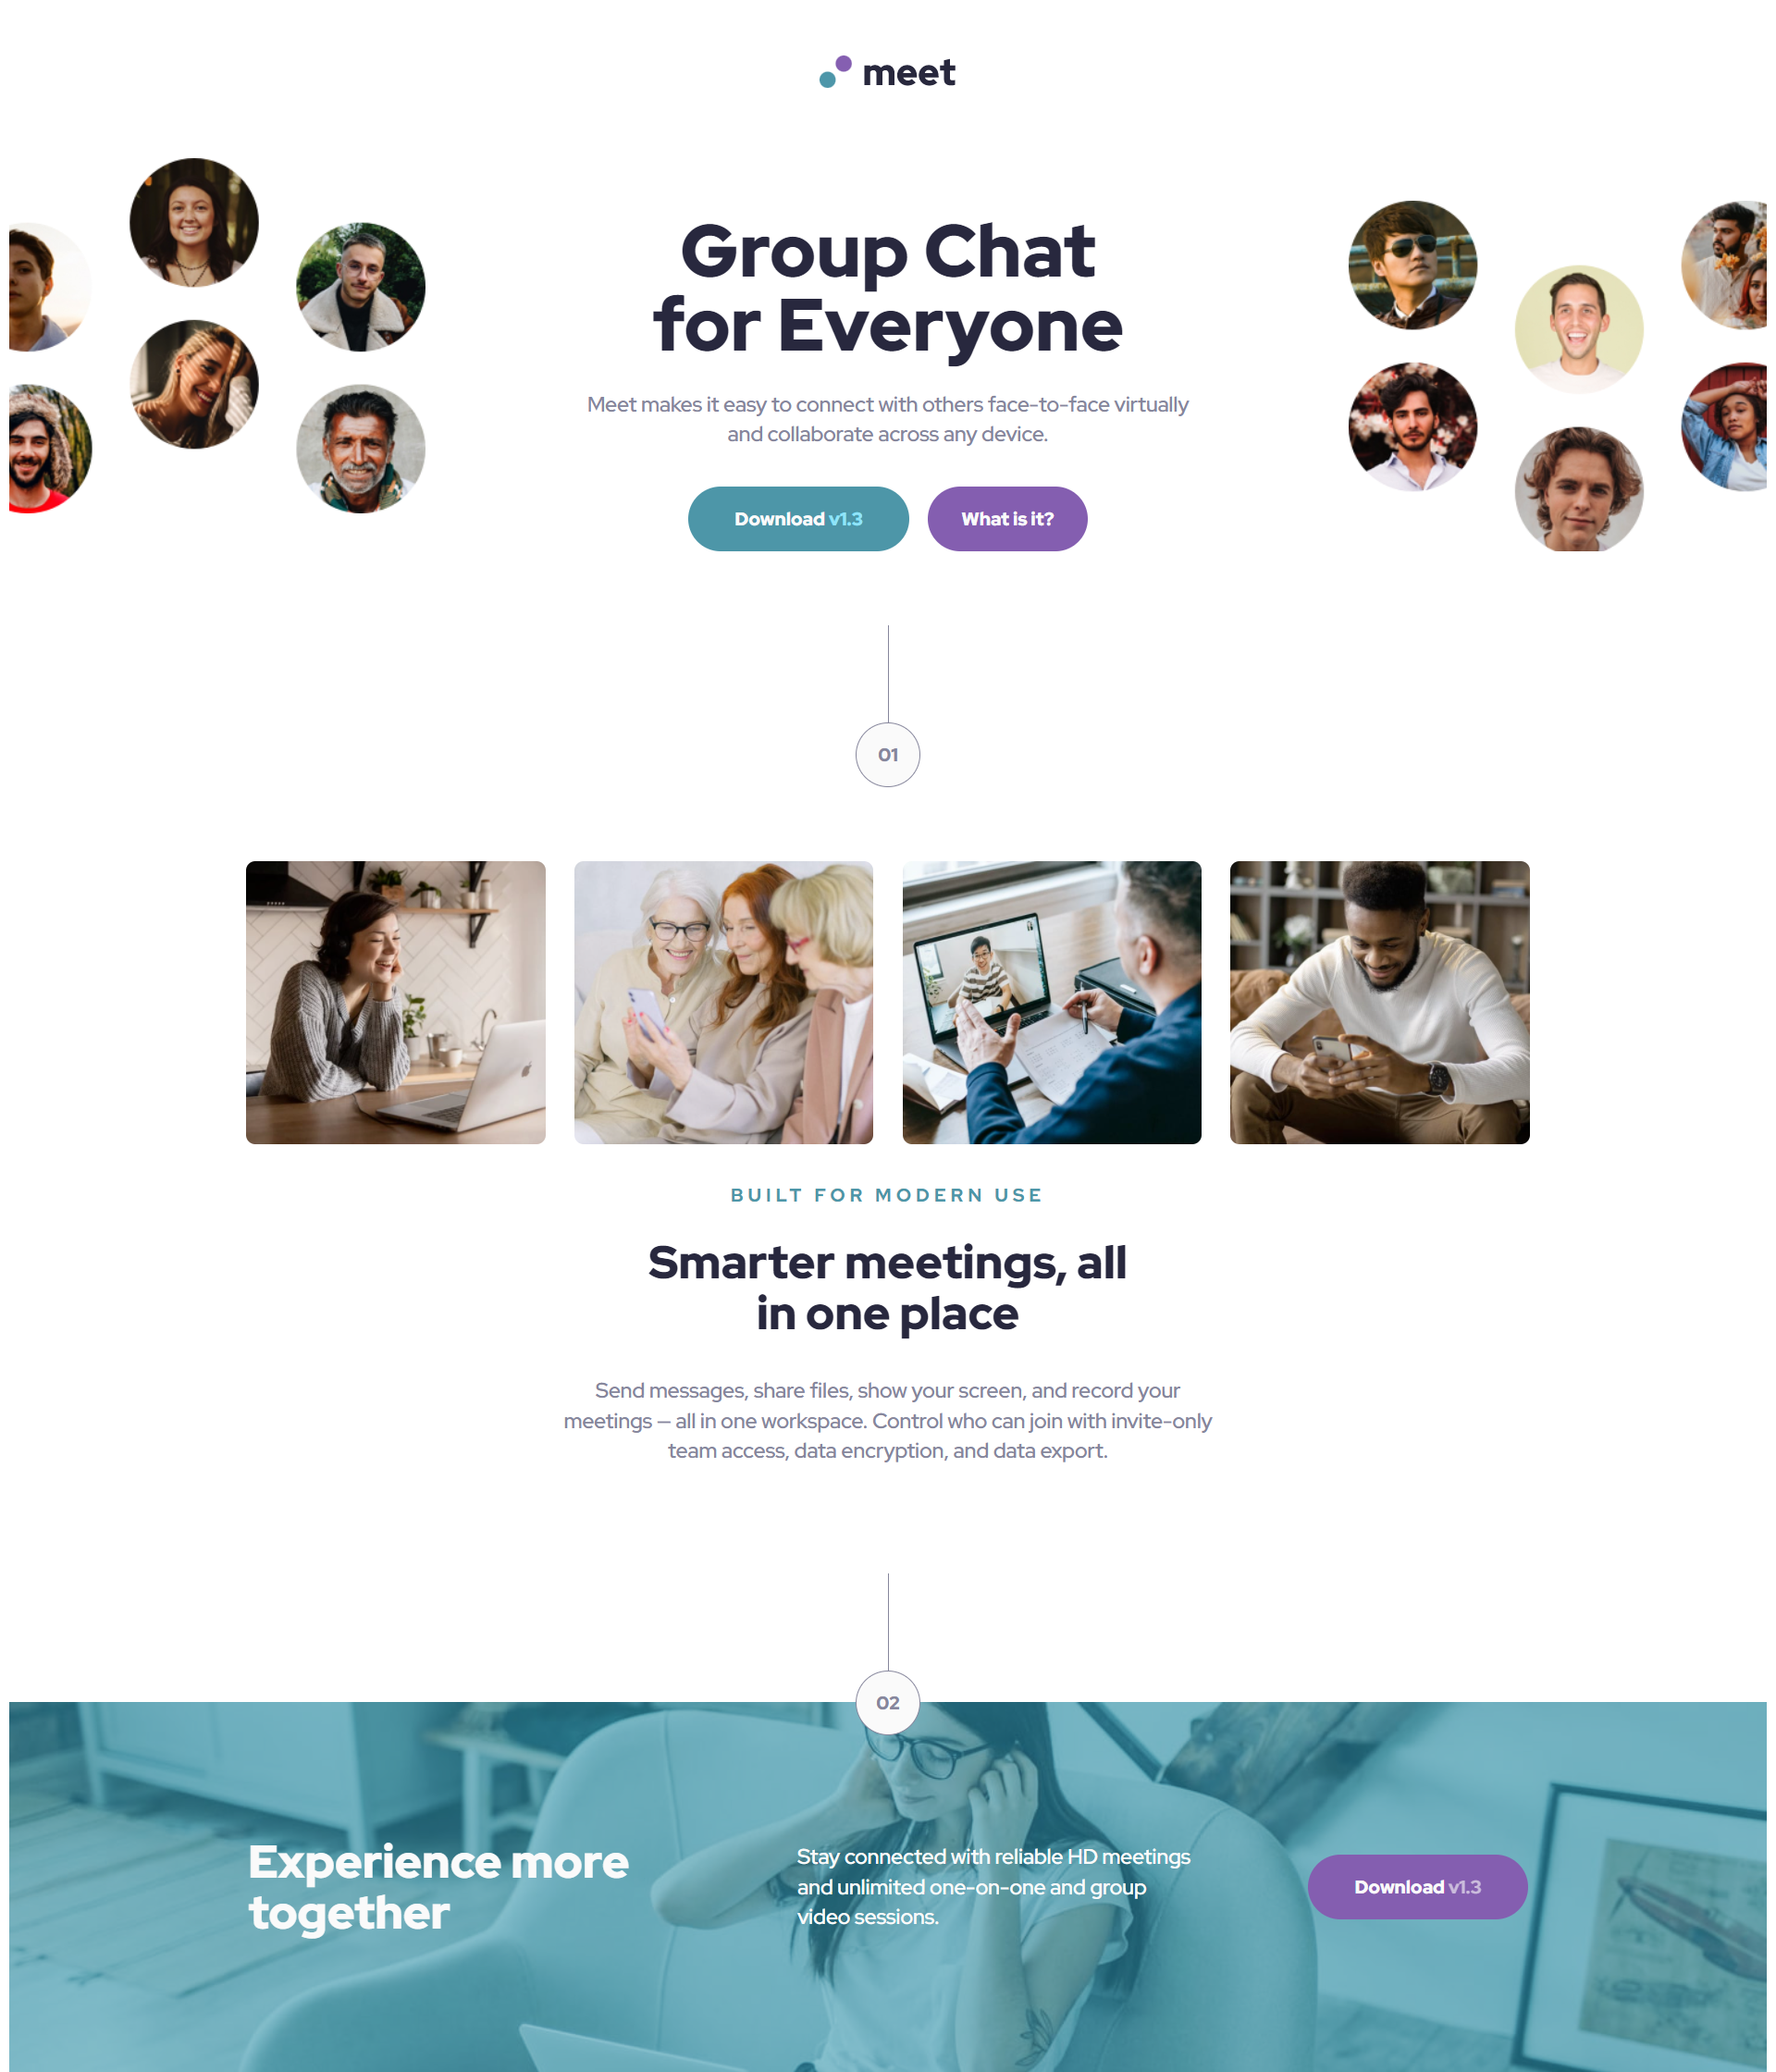 meet
Group Chat
for Everyone
Meet makes it easy to connect with others face-to-face virtually
and collaborate across any device.
Download v1.3
What is it?
01
BUILT FOR MODERN USE
Smarter meetings, all
in one place
Send messages, share files, show your screen, and record your
meetings — all in one workspace. Control who can join with invite-only
team access, data encryption, and data export.
02
Experience more
together
Stay connected with reliable HD meetings
and unlimited one-on-one and group
video sessions.
Download v1.3